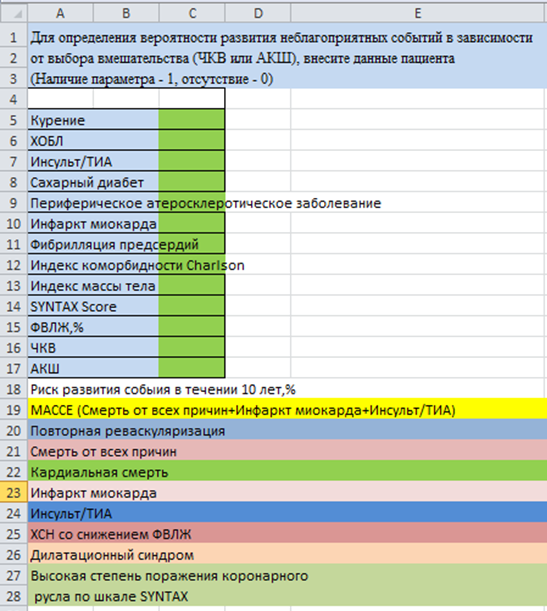 A B C D E
1 Для определения вероятности развития неблагоприятных событий в зависимости
2 от выбора вмешательства (ЧКВ или АКШ), внесите данные пациента
3 (Наличие параметра - 1, отсутствие - 0)
4
5 Курение
6 ХОБЛ
7 Инсульт/ТИА
8 Сахарный диабет
9 Периферическое атеросклеротическое заболевание
10 Инфаркт миокарда
11 Фибрилляция предсердий
12 Индекс коморбидности Charlson
13 Индекс массы тела
14 SYNTAX Score
15 ФВЛЖ,%
16 ЧКВ
17 АКШ
18 Риск развития собыия в течении 10 лет,%
19 MACCE (Смерть от всех причин+Инфаркт миокарда+Инсульт/ТИА)
20 Повторная реваскуляризация
21 Смерть от всех причин
22 Кардиальная смерть
23 Инфаркт миокарда
24 Инсульт/ТИА
25 ХСН со снижением ФВЛЖ
26 Дилатационный синдром
27 Высокая степень поражения коронарного
28 русла по шкале SYNTAX